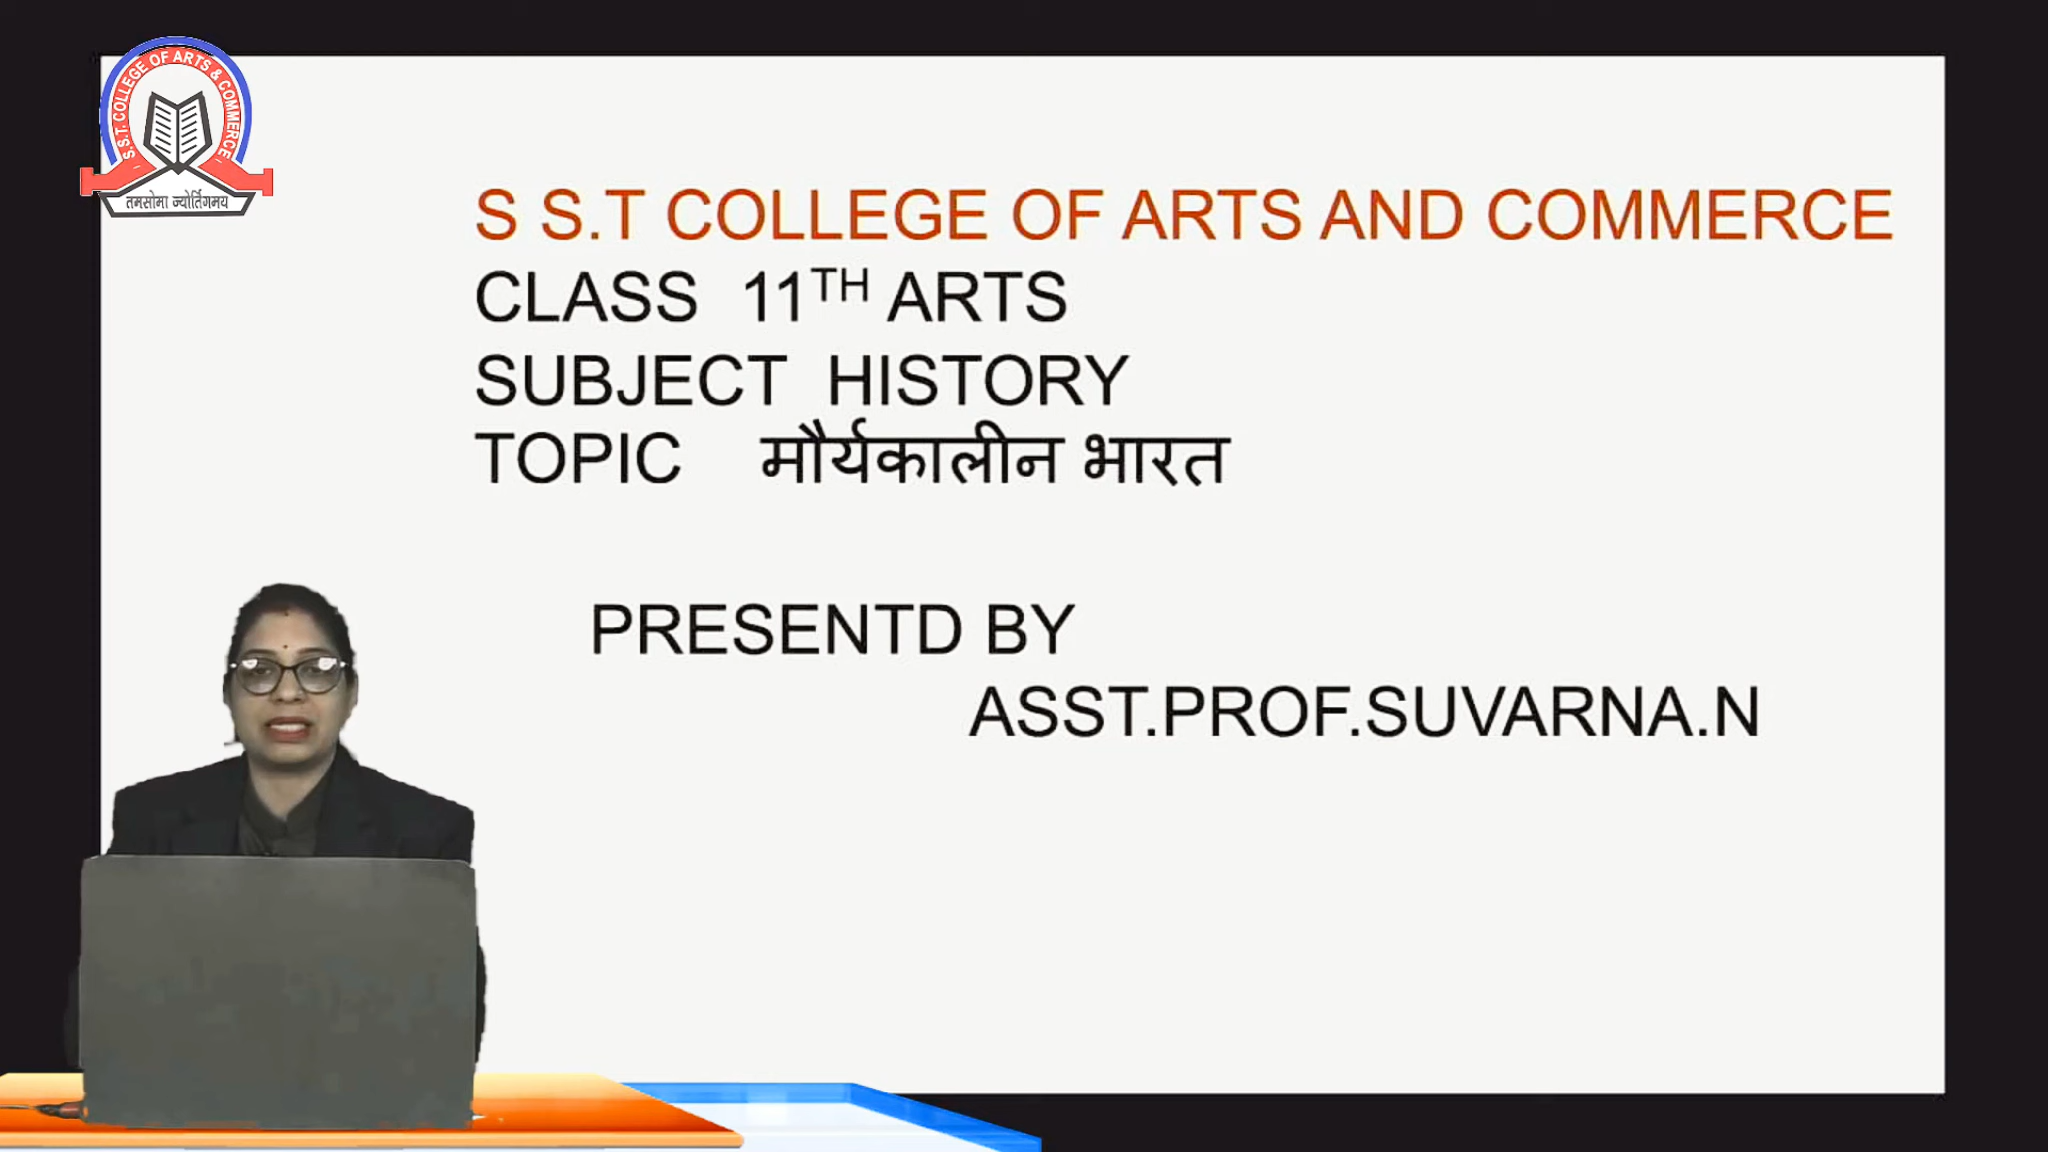 S.S.T. COLLEGE OF ARTS & COMMERCE
तमसोमा ज्योर्तिगमय
S S.T COLLEGE OF ARTS AND COMMERCE
CLASS 11TH ARTS
SUBJECT HISTORY
TOPIC मौर्यकालीन भारत
PRESENTD BY
ASST.PROF.SUVARNA.N